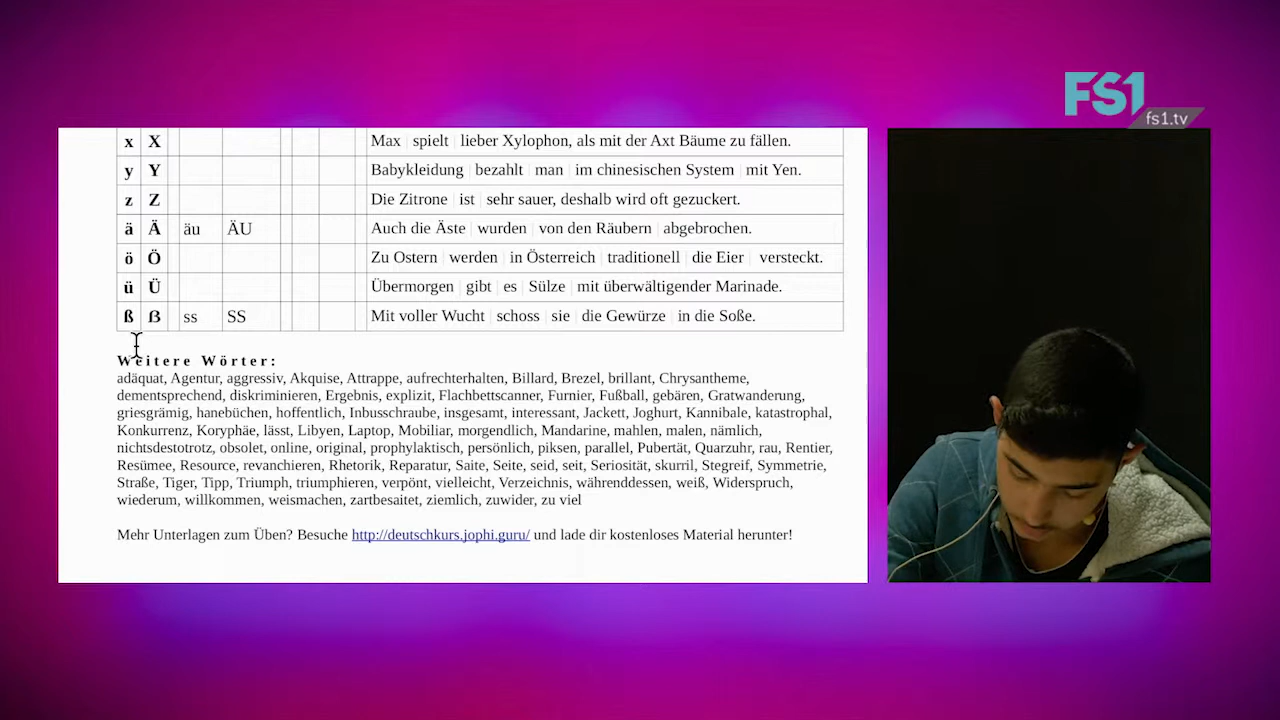 FS1
fs1.tv
x X Max spielt lieber Xylophon, als mit der Axt Bäume zu fällen.
y Y Babykleidung bezahlt man im chinesischen System mit Yen.
z Z Die Zitrone ist sehr sauer, deshalb wird oft gezuckert.
ä Ä äu ÄU Auch die Äste wurden von den Räubern abgebrochen.
ö Ö Zu Ostern werden in Österreich traditionell die Eier versteckt.
ü Ü Übermorgen gibt es Sülze mit überwältigender Marinade.
ß ẞ ss SS Mit voller Wucht schoss sie die Gewürze in die Soße.
Weitere Wörter:
adäquat, Agentur, aggressiv, Akquise, Attrappe, aufrechterhalten, Billard, Brezel, brillant, Chrysantheme,
dementsprechend, diskriminieren, Ergebnis, explizit, Flachbettscanner, Furnier, Fußball, gebären, Gratwanderung,
griesgrämig, hanebüchen, hoffentlich, Inbusschraube, insgesamt, interessant, Jackett, Joghurt, Kannibale, katastrophal,
Konkurrenz, Koryphäe, lässt, Libyen, Laptop, Mobiliar, morgendlich, Mandarine, mahlen, malen, nämlich,
nichtsdestotrotz, obsolet, online, original, prophylaktisch, persönlich, piksen, parallel, Pubertät, Quarzuhr, rau, Rentier,
Resümee, Resource, revanchieren, Rhetorik, Reparatur, Saite, Seite, seid, seit, Seriosität, skurril, Stegreif, Symmetrie,
Straße, Tiger, Tipp, Triumph, triumphieren, verpönt, vielleicht, Verzeichnis, währenddessen, weiß, Widerspruch,
wiederum, willkommen, weismachen, zartbesaitet, ziemlich, zuwider, zu viel
Mehr Unterlagen zum Üben? Besuche http://deutschkurs.jophi.guru/ und lade dir kostenloses Material herunter!